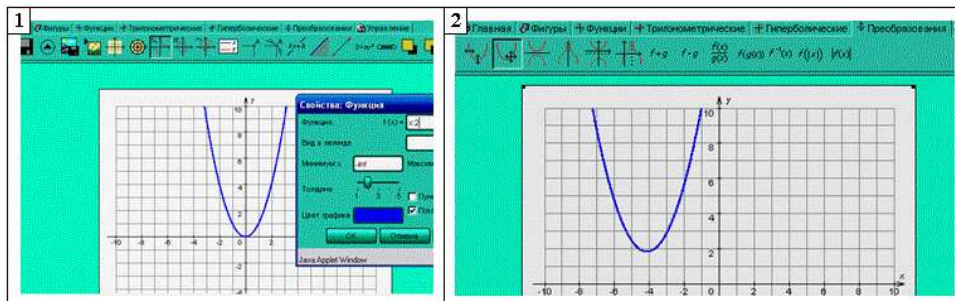 1
Фигуры Функции Тригонометрические Гиперболические Преобразования Управление
y
10
8
6
4
2
-10 -8 -6 -4 -2 0 2
-2
-4
Свойства: Функция
Функция f(x) =
Вид в легенде
Минимум x -inf
Толщина
1 3 5
Цвет графика
OK Отмена
Java Applet Window
2
Главная Фигуры Функции Тригонометрические Гиперболические Преобразования
f+g f-g f(x)/g(x) f(g(x)) f⁻¹(x) f(|x|) |f(x)|
y
10
8
6
4
2
x
-10 -8 -6 -4 -2 0 2 4 6 8 10